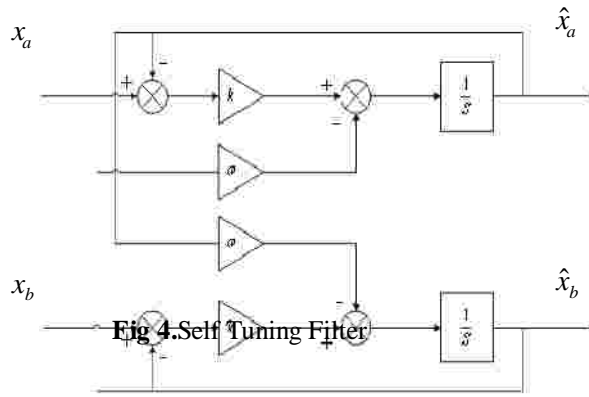 x_a
x̂_a
-
+
k
+
=
1
s
ω
ω
x_b
x̂_b
-
1
s
Fig 4.Self Tuning Filter
+
+
-